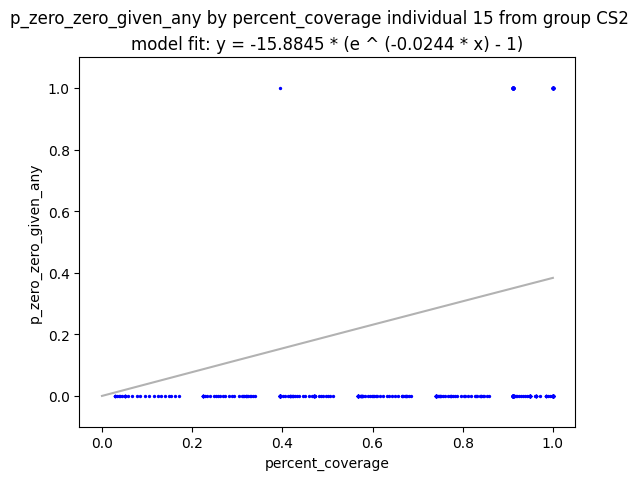 p_zero_zero_given_any by percent_coverage individual 15 from group CS2
model fit: y = -15.8845 * (e ^ (-0.0244 * x) - 1)
1.0
0.8
0.6
0.4
0.2
0.0
p_zero_zero_given_any
0.0 0.2 0.4 0.6 0.8 1.0
percent_coverage